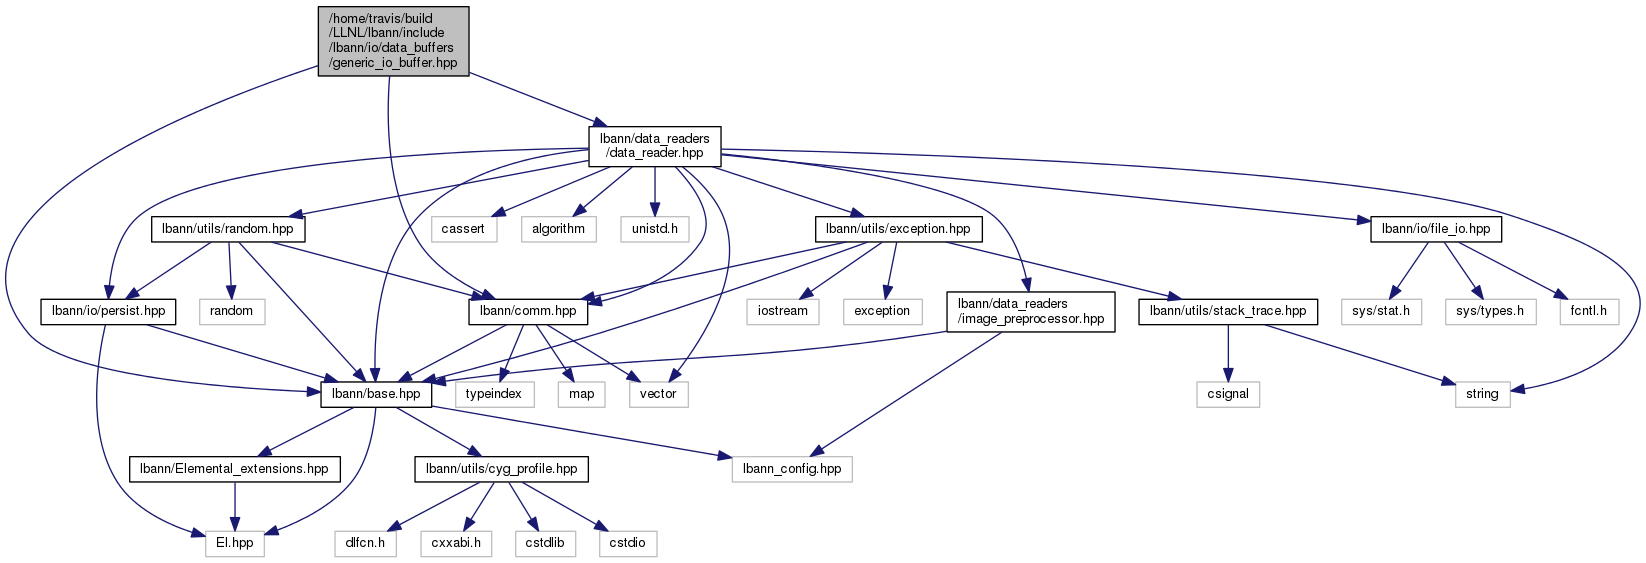 /home/travis/build
/LLNL/lbann/include
/lbann/io/data_buffers
/generic_io_buffer.hpp
lbann/data_readers
/data_reader.hpp
lbann/utils/random.hpp
cassert
algorithm
unistd.h
lbann/utils/exception.hpp
lbann/io/file_io.hpp
lbann/io/persist.hpp
random
lbann/comm.hpp
iostream
exception
lbann/data_readers
/image_preprocessor.hpp
lbann/utils/stack_trace.hpp
sys/stat.h
sys/types.h
fcntl.h
lbann/base.hpp
typeindex
map
vector
csignal
string
lbann/Elemental_extensions.hpp
lbann/utils/cyg_profile.hpp
lbann_config.hpp
El.hpp
dlfcn.h
cxxabi.h
cstdlib
cstdio